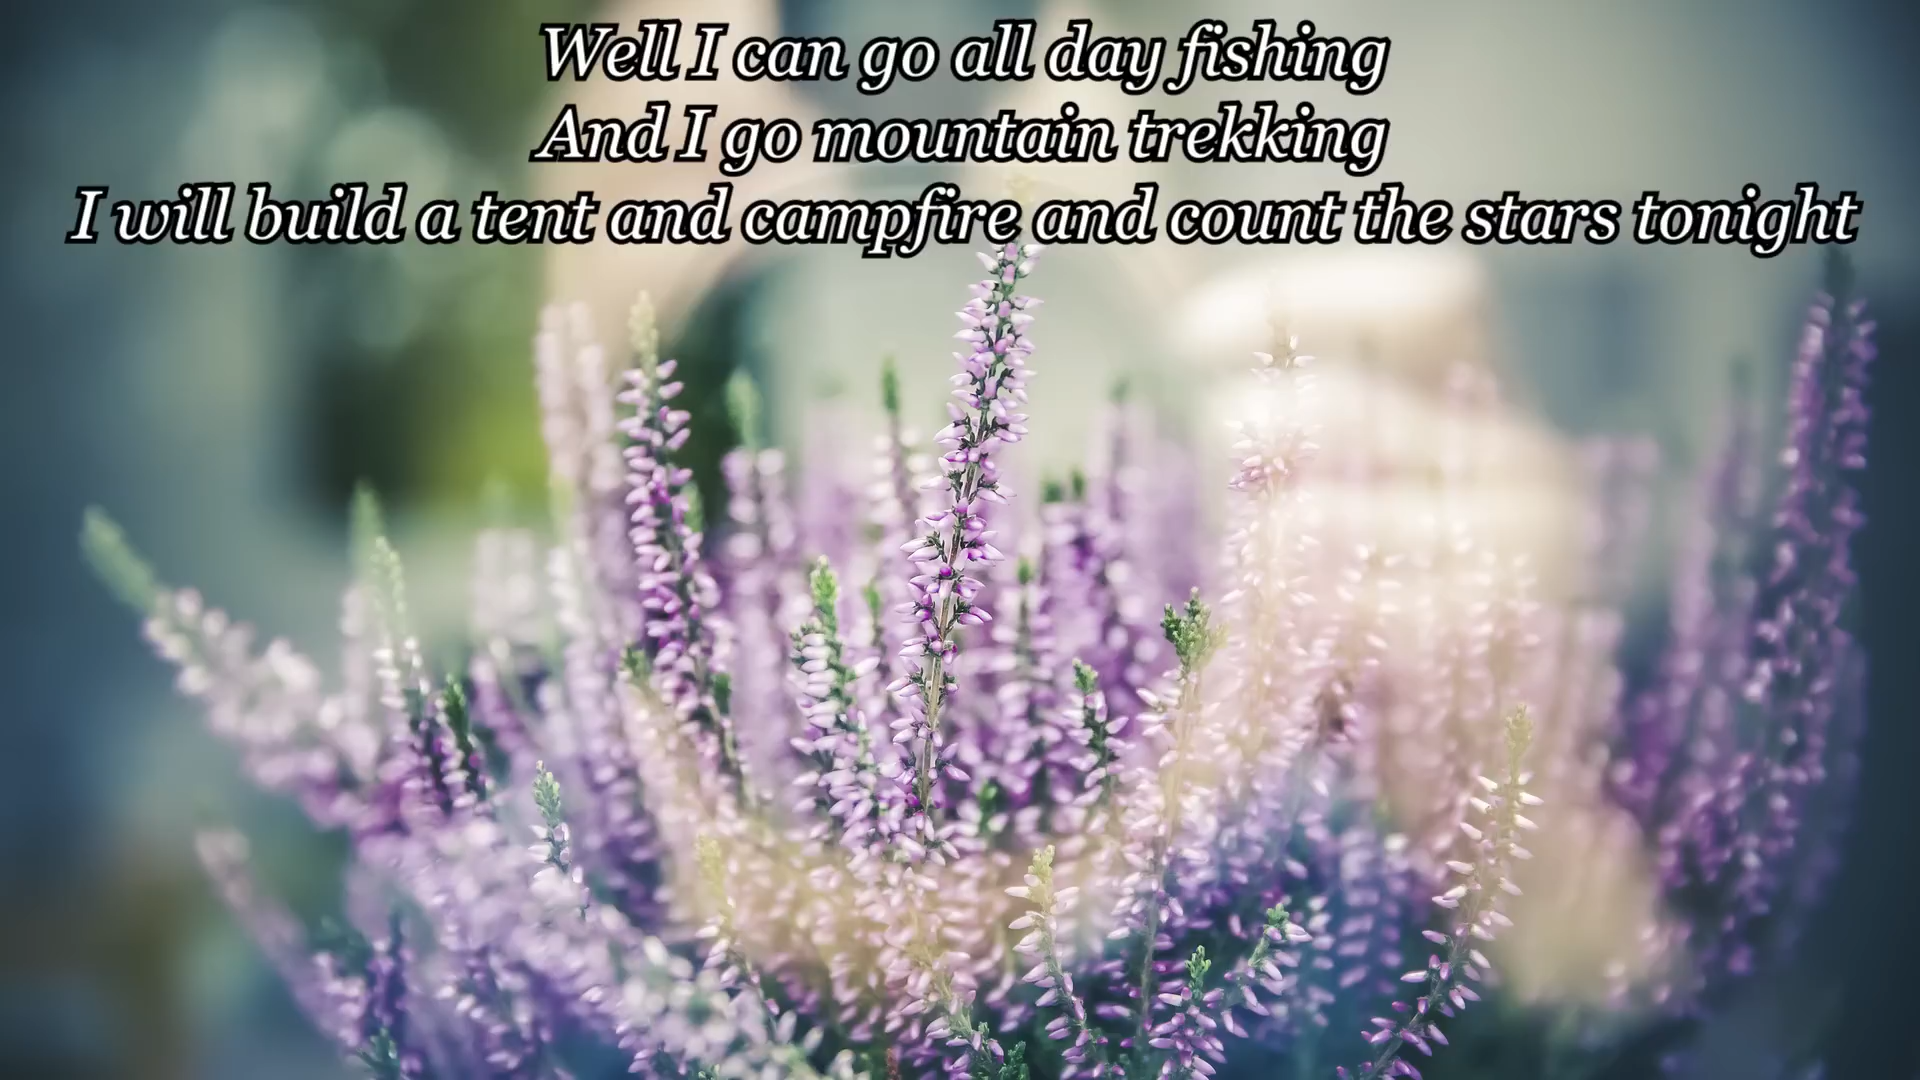 Well I can go all day fishing
And I go mountain trekking
I will build a tent and campfire and count the stars tonight